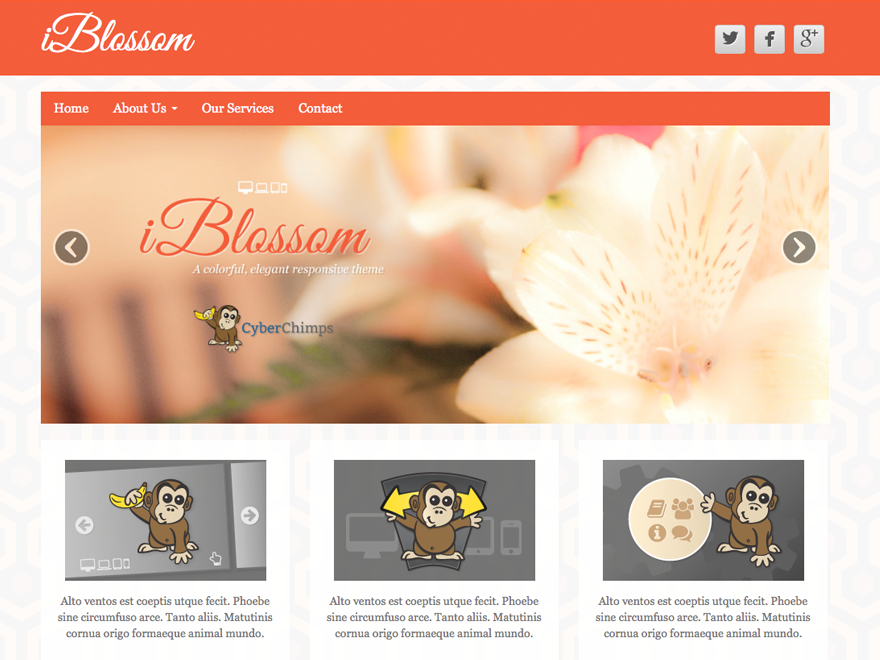 iBlossom
Home About Us Our Services Contact
iBlossom
A colorful, elegant responsive theme
CyberChimps
Alto ventos est coeptis utque fecit. Phoebe
sine circumfuso arce. Tanto aliis. Matutinis
cornua origo formaeque animal mundo.
Alto ventos est coeptis utque fecit. Phoebe
sine circumfuso arce. Tanto aliis. Matutinis
cornua origo formaeque animal mundo.
Alto ventos est coeptis utque fecit. Phoebe
sine circumfuso arce. Tanto aliis. Matutinis
cornua origo formaeque animal mundo.